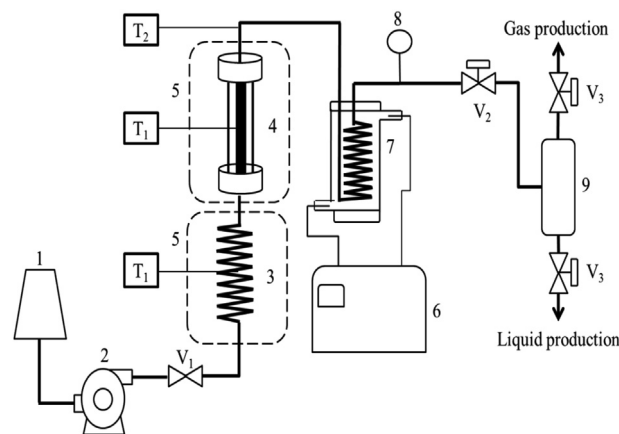 T2
8
Gas production
5
V3
T1
4
V2
7
9
5
1
T1
3
V3
6
2
V1
Liquid production